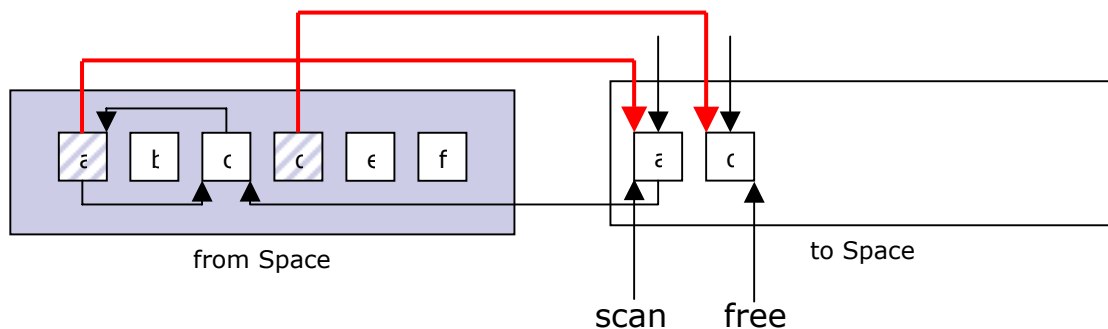 a b c d e f
a d
from Space
to Space
scan free